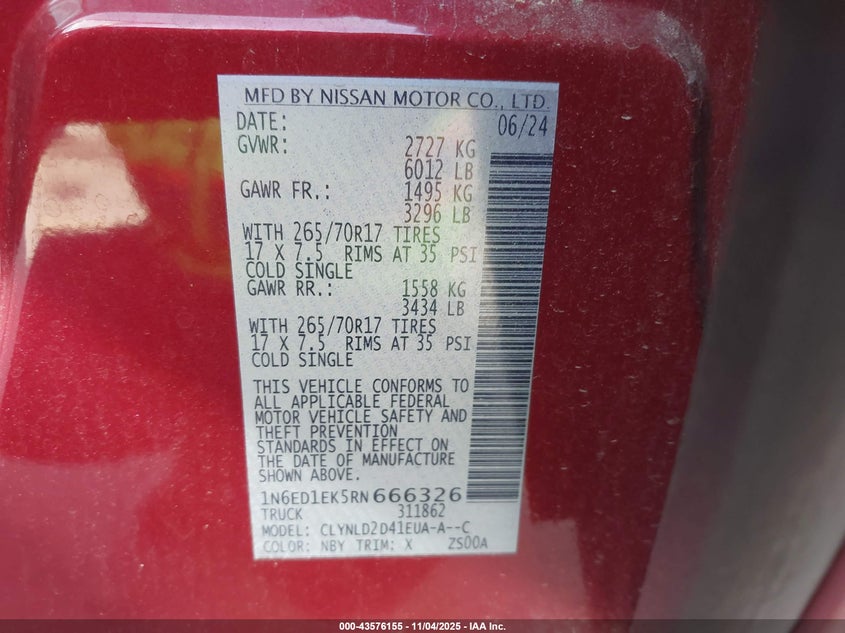 MFD BY NISSAN MOTOR CO., LTD.
DATE: 06/24
GVWR: 2727 KG
6012 LB
GAWR FR.: 1495 KG
3296 LB
WITH 265/70R17 TIRES
17 X 7.5 RIMS AT 35 PSI
COLD SINGLE
GAWR RR.: 1558 KG
3434 LB
WITH 265/70R17 TIRES
17 X 7.5 RIMS AT 35 PSI
COLD SINGLE
THIS VEHICLE CONFORMS TO
ALL APPLICABLE FEDERAL
MOTOR VEHICLE SAFETY AND
THEFT PREVENTION
STANDARDS IN EFFECT ON
THE DATE OF MANUFACTURE
SHOWN ABOVE.
1N6ED1EK5RN666326
TRUCK 311862
MODEL: CLYNLD2D41EUA-A--C
COLOR: NBY TRIM: X ZS00A
000-43576155 - 11/04/2025 - IAA Inc.